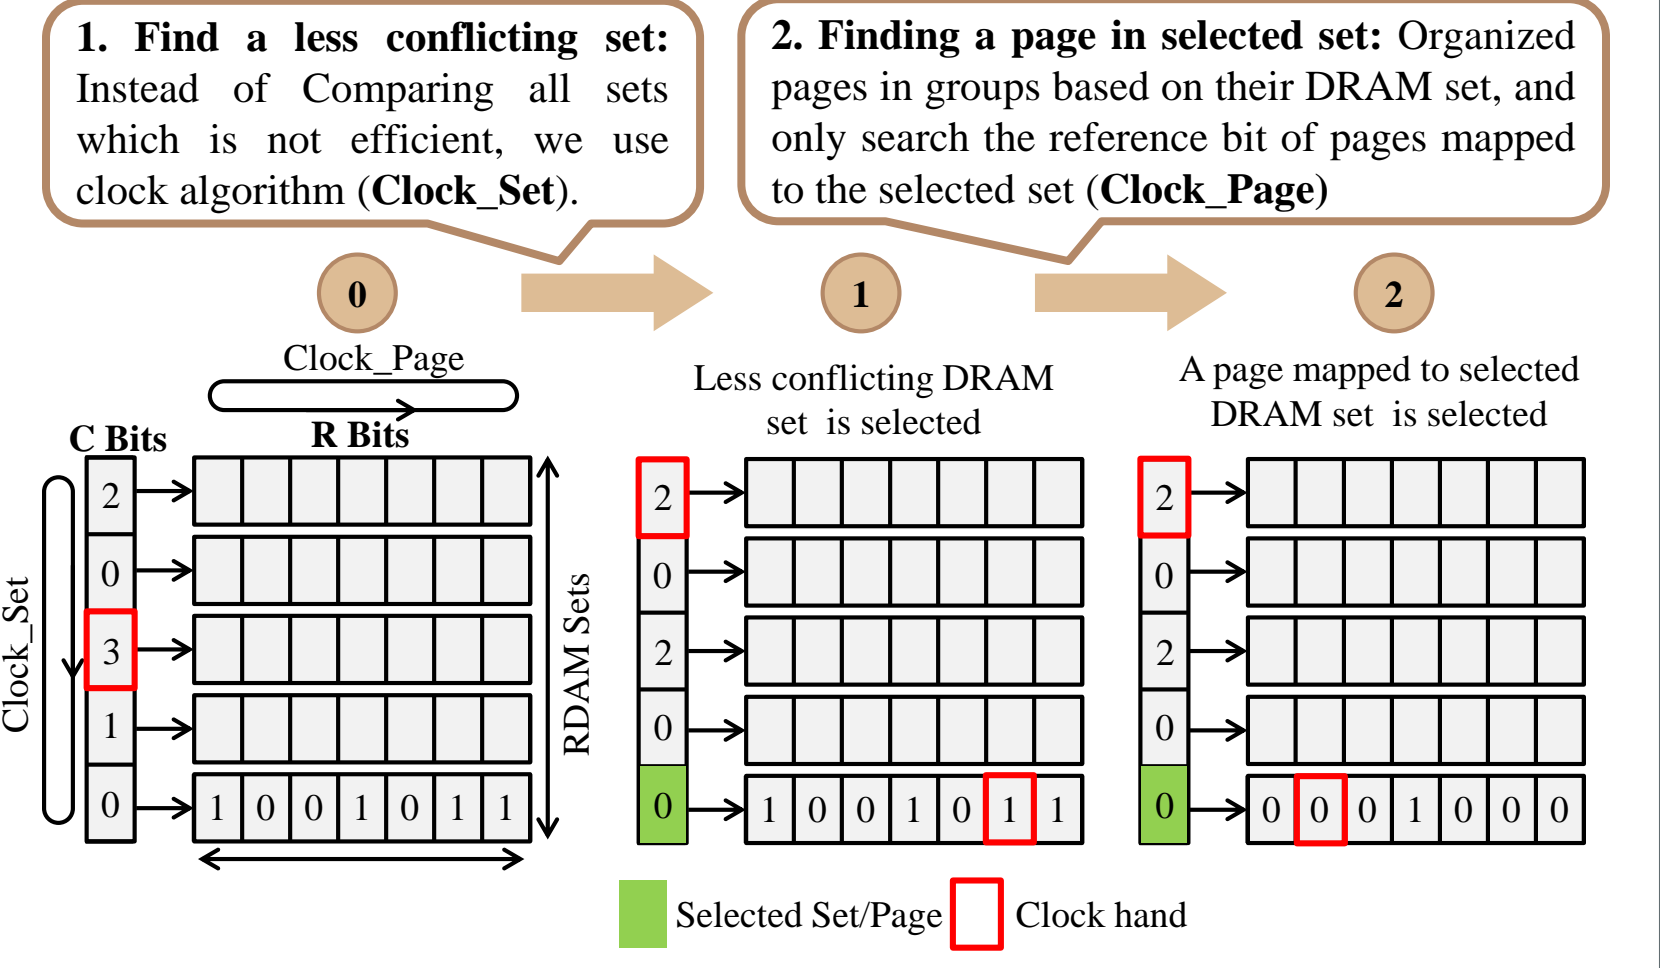 1. Find a less conflicting set:
Instead of Comparing all sets
which is not efficient, we use
clock algorithm (Clock_Set).
2. Finding a page in selected set: Organized
pages in groups based on their DRAM set, and
only search the reference bit of pages mapped
to the selected set (Clock_Page)
0
1
2
Clock_Page
Less conflicting DRAM
set is selected
A page mapped to selected
DRAM set is selected
C Bits
R Bits
Clock_Set
2
0
3
1
0
1 0 0 1 0 1 1
RDAM Sets
2
0
2
0
0
1 0 0 1 0 1 1
2
0
2
0
0
0 0 0 1 0 0 0
Selected Set/Page
Clock hand